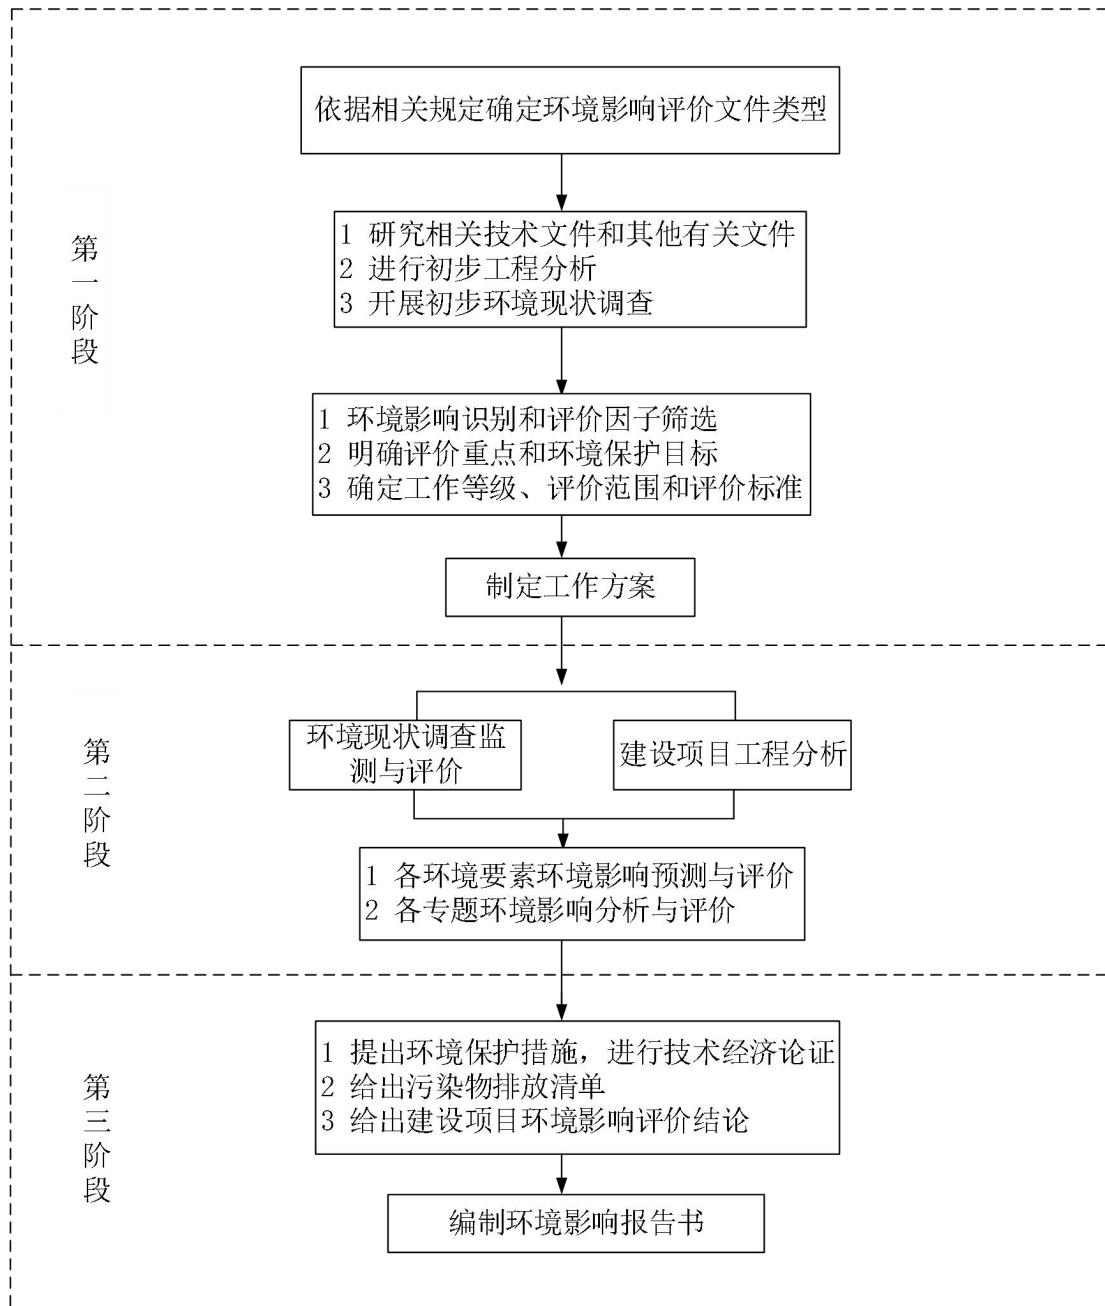 依据相关规定确定环境影响评价文件类型
第一阶段
1 研究相关技术文件和其他有关文件
2 进行初步工程分析
3 开展初步环境现状调查
1 环境影响识别和评价因子筛选
2 明确评价重点和环境保护目标
3 确定工作等级、评价范围和评价标准
制定工作方案
第二阶段
环境现状调查监
测与评价
建设项目工程分析
1 各环境要素环境影响预测与评价
2 各专题环境影响分析与评价
第三阶段
1 提出环境保护措施，进行技术经济论证
2 给出污染物排放清单
3 给出建设项目环境影响评价结论
编制环境影响报告书